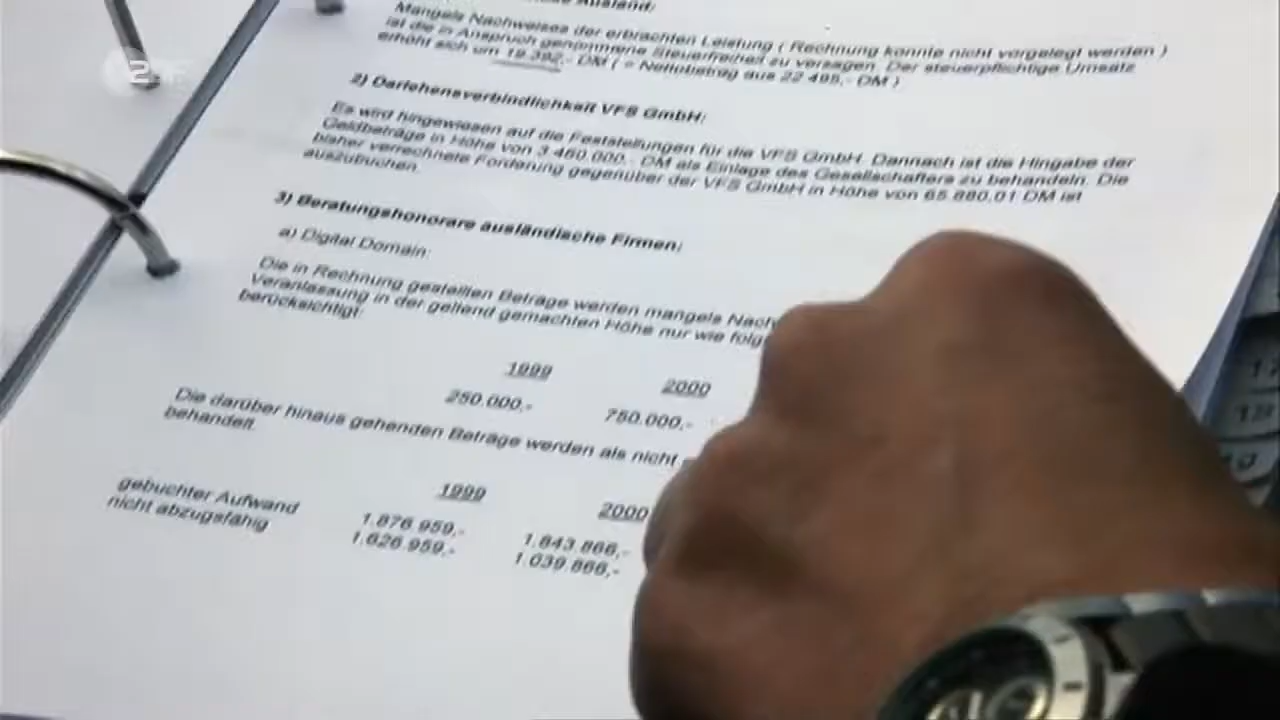 Ausland:
Mangels Nachweises der erbrachten Leistung ( Rechnung konnte nicht vorgelegt werden )
ist die in Anspruch genommene Steuerfreiheit zu versagen. Der steuerpflichtige Umsatz
erhöht sich um 19.392,- DM ( = Nettobetrag aus 22.495,- DM )
2) Darlehensverbindlichkeit VFS GmbH:
Es wird hingewiesen auf die Feststellungen für die VFS GmbH. Dannach ist die Hingabe der
Geldbeträge in Höhe von 3.460.000,- DM als Einlage des Gesellschafters zu behandeln. Die
bisher verrechnete Forderung gegenüber der VFS GmbH in Höhe von 65.880,01 DM ist
auszubuchen.
3) Beratungshonorare ausländische Firmen:
a) Digital Domain:
Die in Rechnung gestellten Beträge werden mangels
Veranlassung in der geltend gemachten Höhe nur wie
berücksichtigt:
1999 2000
250.000,- 750.000,-
Die darüber hinaus gehenden Beträge werden als nicht
behandelt.
1999 2000
gebuchter Aufwand 1.876.959,- 1.843.866,-
nicht abzugsfähig 1.626.959,- 1.039.866,-